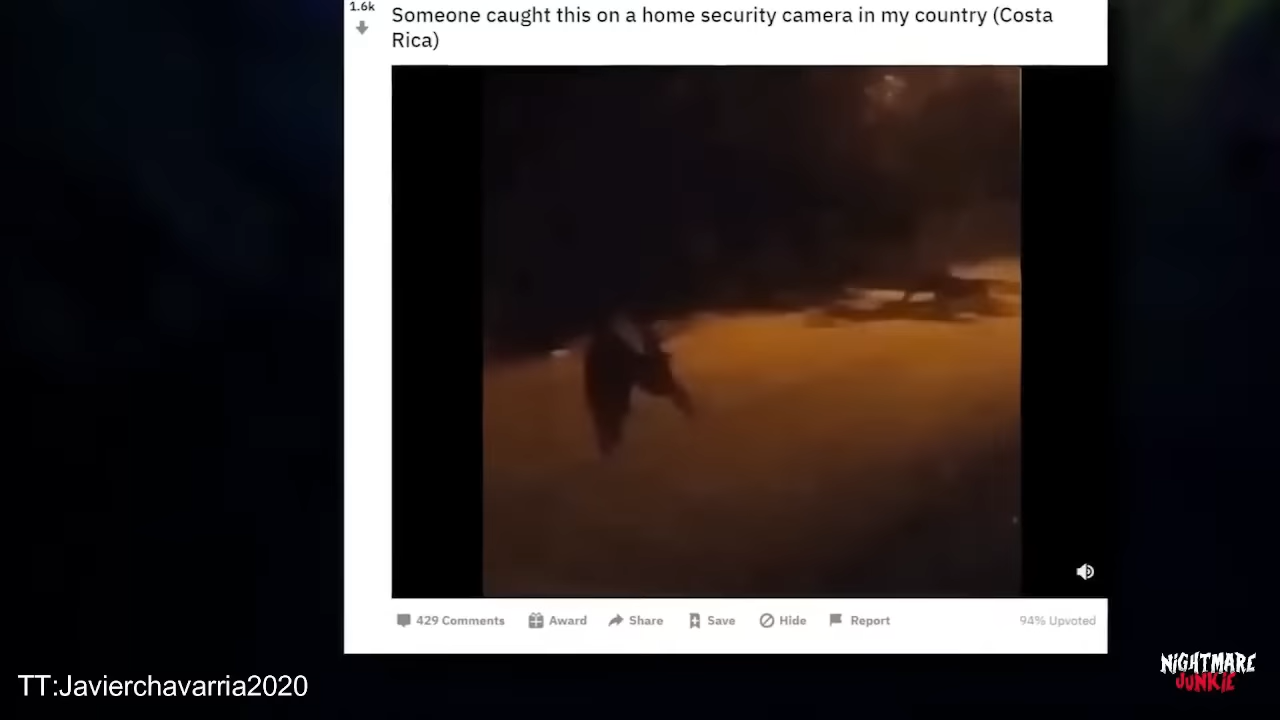 1.6k
Someone caught this on a home security camera in my country (Costa
Rica)
429 Comments Award Share Save Hide Report 94% Upvoted
TT:Javierchavarria2020
NIGHTMARE
JUNKIE